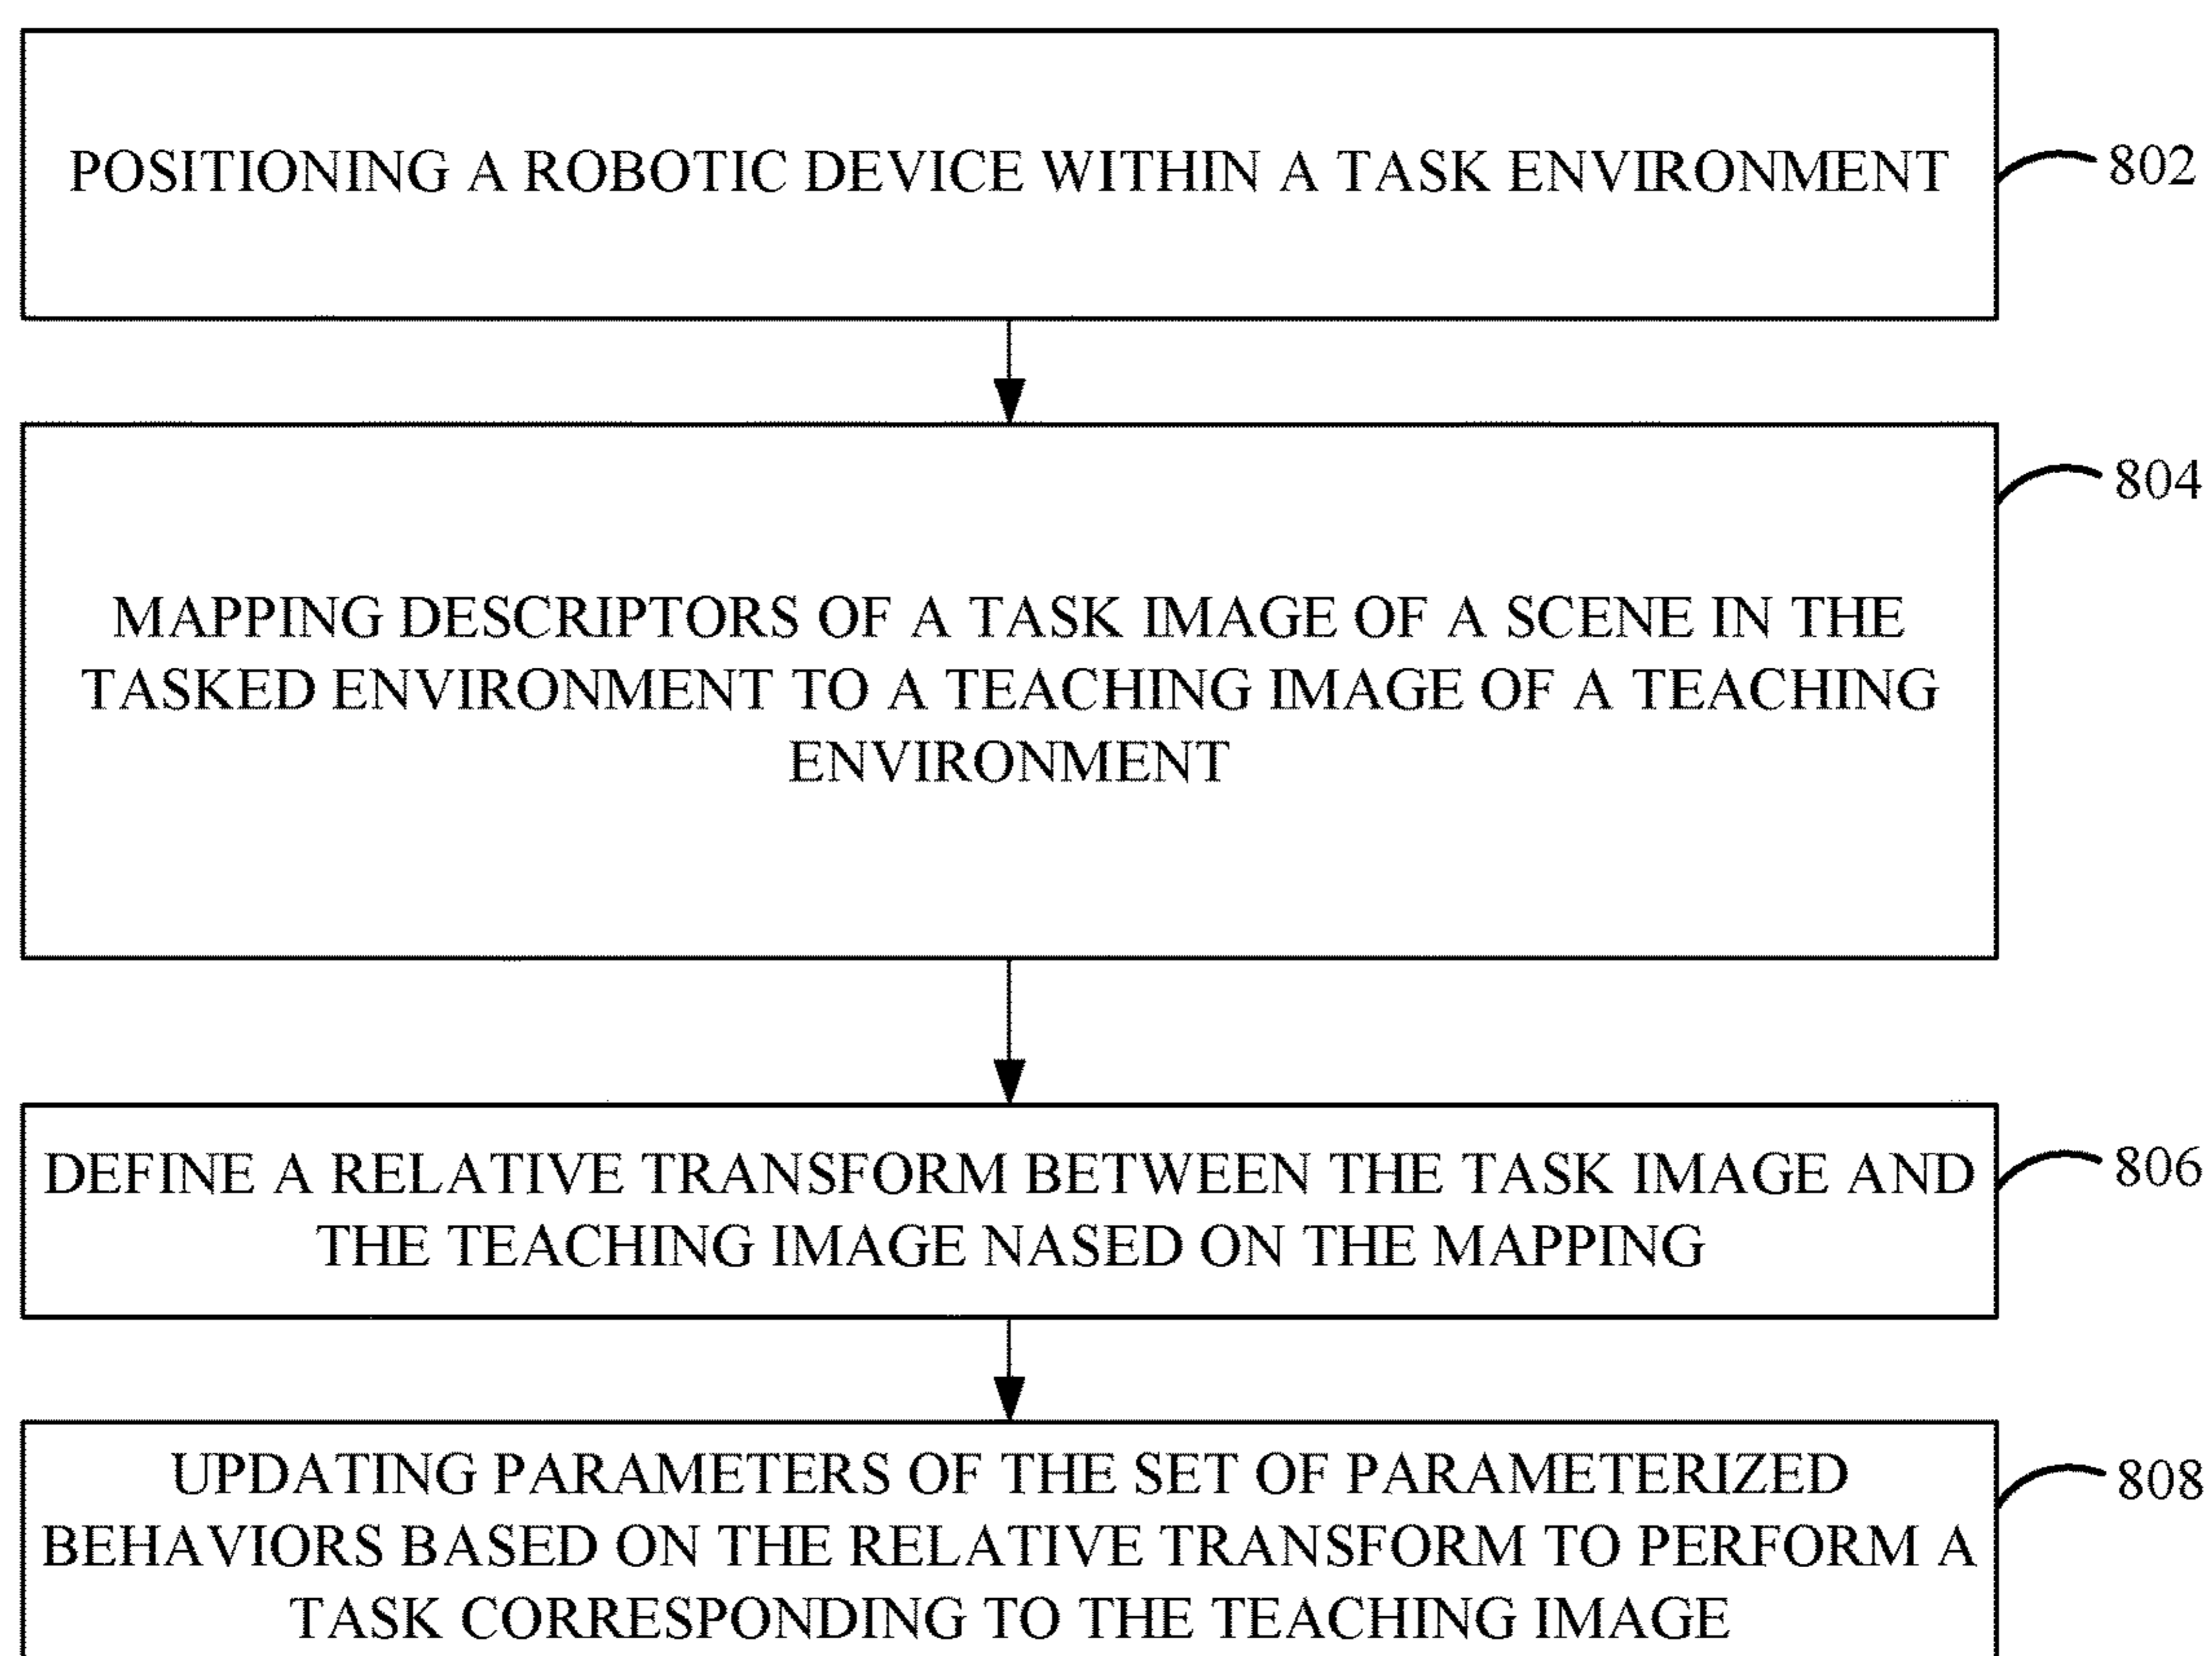 POSITIONING A ROBOTIC DEVICE WITHIN A TASK ENVIRONMENT
802
804
MAPPING DESCRIPTORS OF A TASK IMAGE OF A SCENE IN THE
TASKED ENVIRONMENT TO A TEACHING IMAGE OF A TEACHING
ENVIRONMENT
DEFINE A RELATIVE TRANSFORM BETWEEN THE TASK IMAGE AND
THE TEACHING IMAGE NASED ON THE MAPPING
806
UPDATING PARAMETERS OF THE SET OF PARAMETERIZED
BEHAVIORS BASED ON THE RELATIVE TRANSFORM TO PERFORM A
TASK CORRESPONDING TO THE TEACHING IMAGE
808